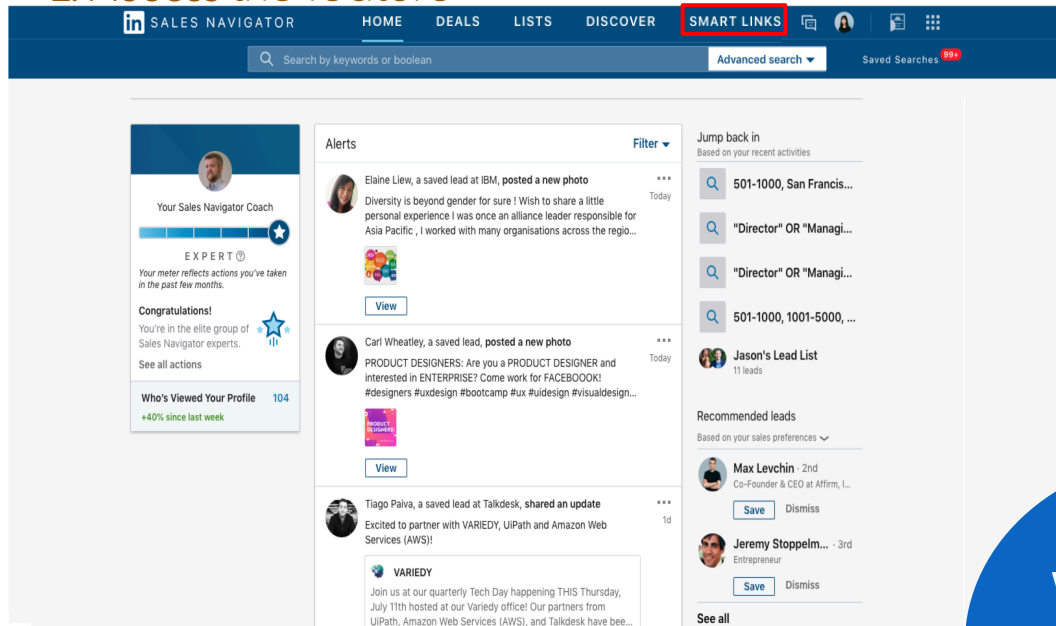 in SALES NAVIGATOR HOME DEALS LISTS DISCOVER SMART LINKS
Search by keywords or boolean Advanced search Saved Searches 99+
Your Sales Navigator Coach
EXPERT
Your meter reflects actions you've taken
in the past few months.
Congratulations!
You're in the elite group of
Sales Navigator experts.
See all actions
Who's Viewed Your Profile 104
+40% since last week
Alerts Filter
Elaine Liew, a saved lead at IBM, posted a new photo
Today
Diversity is beyond gender for sure ! Wish to share a little
personal experience I was once an alliance leader responsible for
Asia Pacific , I worked with many organisations across the regio...
View
Carl Wheatley, a saved lead, posted a new photo
Today
PRODUCT DESIGNERS: Are you a PRODUCT DESIGNER and
interested in ENTERPRISE? Come work for FACEBOOOK!
#designers #uxdesign #bootcamp #ux #uidesign #visualdesign...
PRODUCT
DESIGNERS
View
Tiago Paiva, a saved lead at Talkdesk, shared an update
1d
Excited to partner with VARIEDY, UiPath and Amazon Web
Services (AWS)!
VARIEDY
Join us at our quarterly Tech Day happening THIS Thursday,
July 11th hosted at our Variedy office! Our partners from
UiPath, Amazon Web Services (AWS), and Talkdesk have bee...
Jump back in
Based on your recent activities
501-1000, San Francis...
"Director" OR "Managi...
"Director" OR "Managi...
501-1000, 1001-5000, ...
Jason's Lead List
11 leads
Recommended leads
Based on your sales preferences
Max Levchin · 2nd
Co-Founder & CEO at Affirm, I...
Save Dismiss
Jeremy Stoppelm... · 3rd
Entrepreneur
Save Dismiss
See all